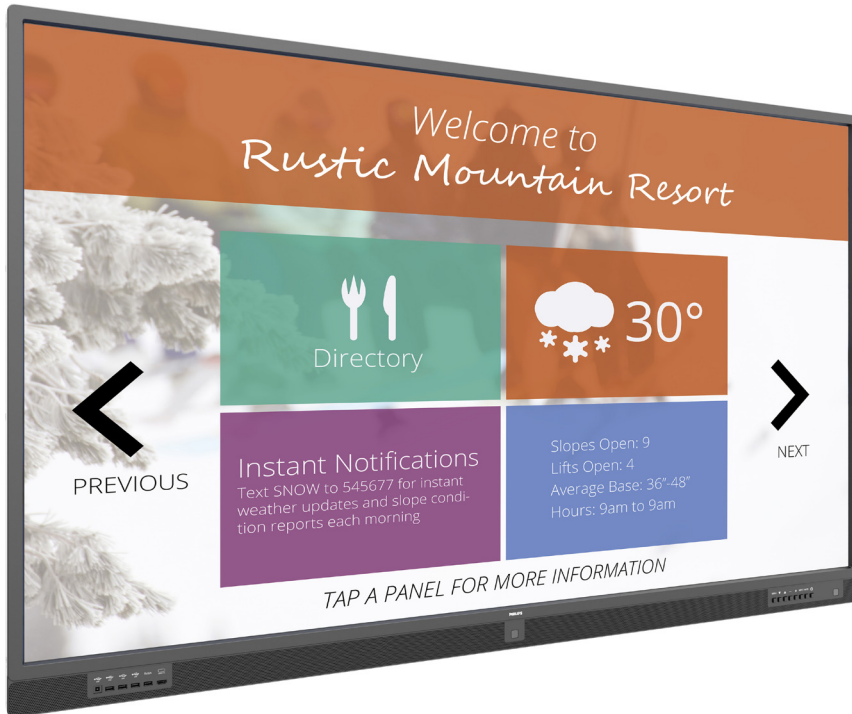 Welcome to
Rustic Mountain Resort
Directory
30°
Instant Notifications
Text SNOW to 545677 for instant
weather updates and slope condi-
tion reports each morning
Slopes Open: 9
Lifts Open: 4
Average Base: 36”-48”
Hours: 9am to 9am
PREVIOUS
NEXT
TAP A PANEL FOR MORE INFORMATION
PHILIPS